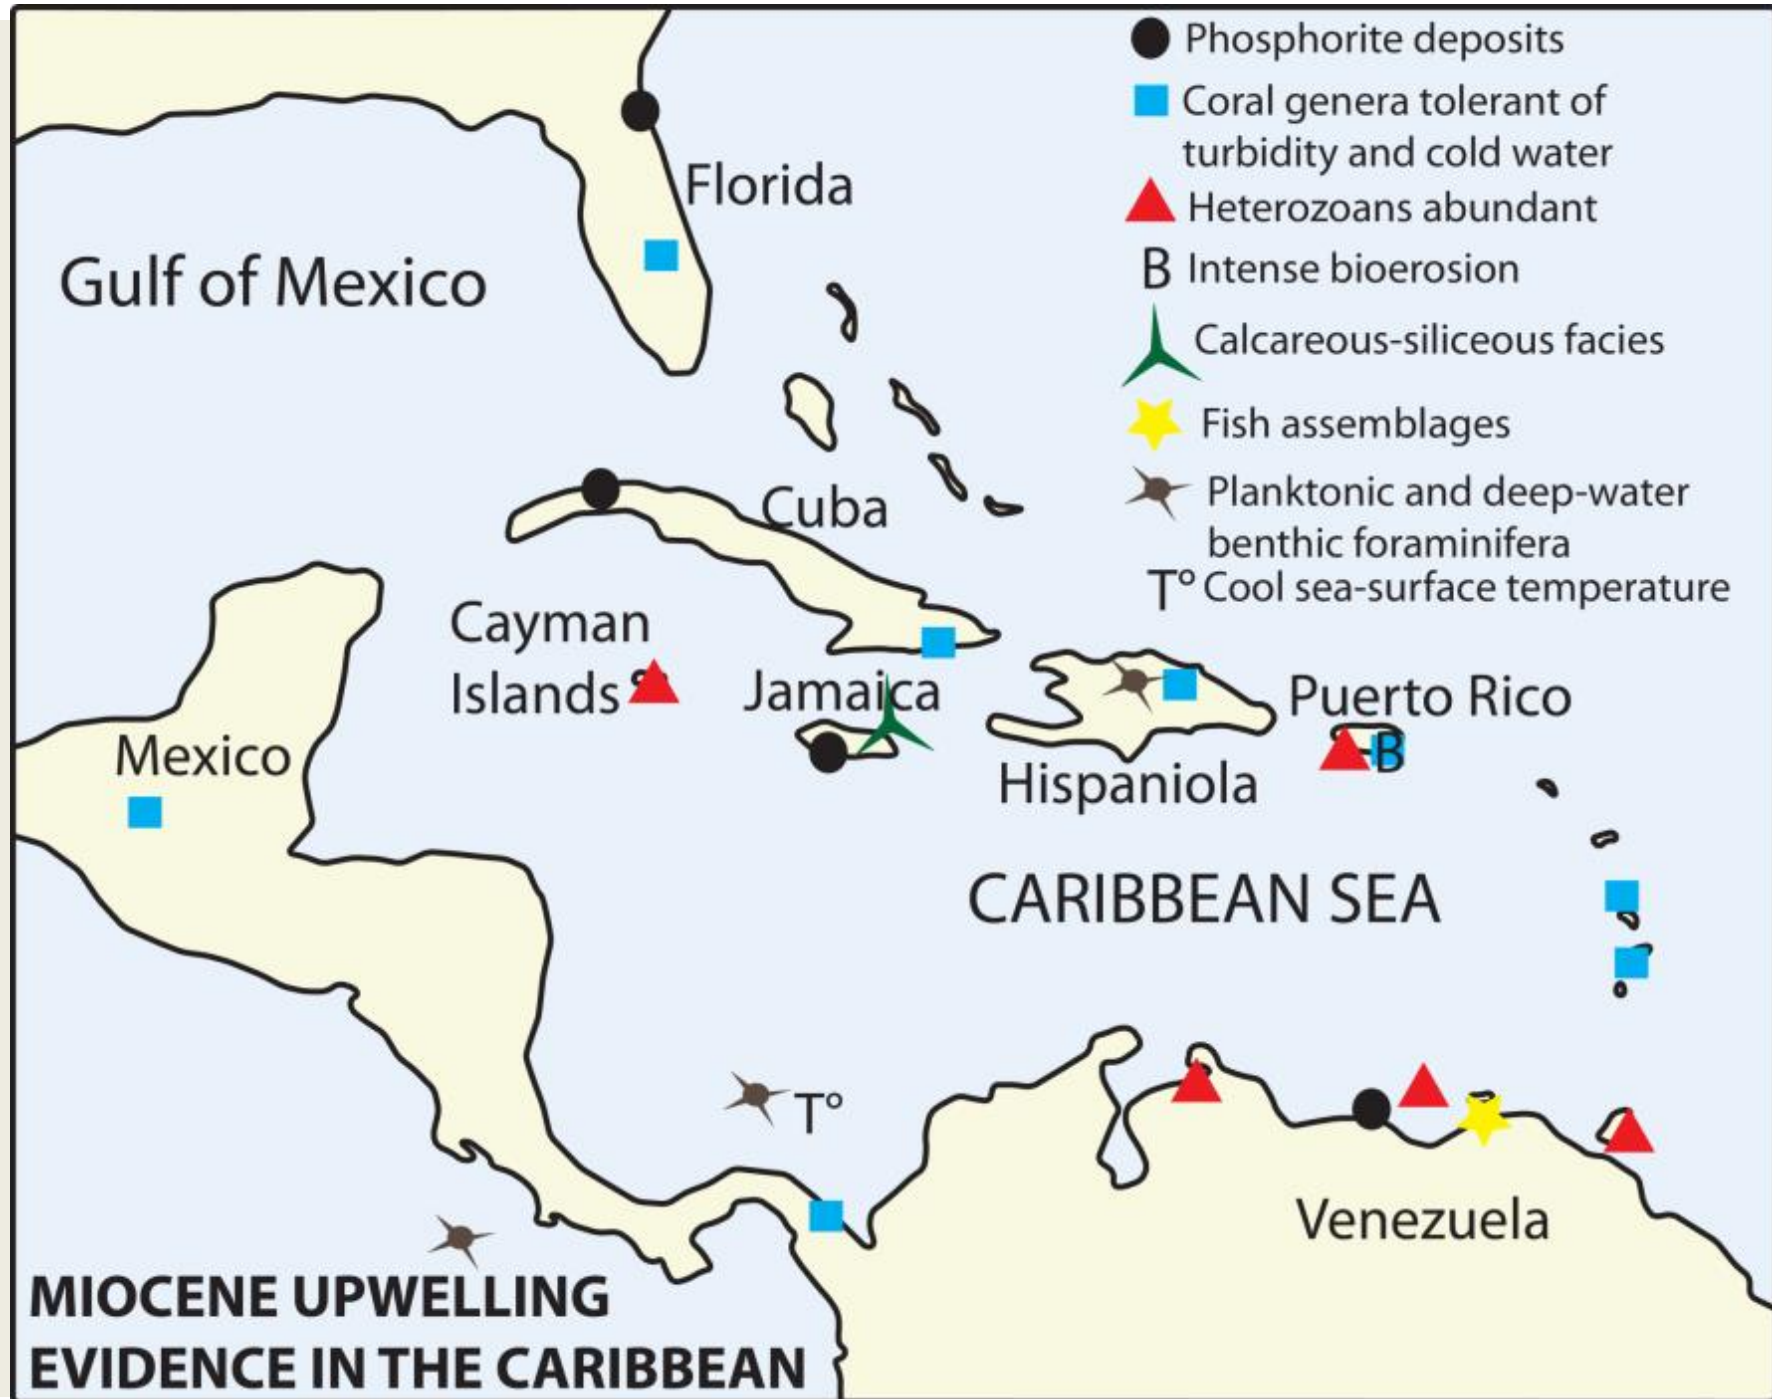 Phosphorite deposits
Coral genera tolerant of
turbidity and cold water
Florida
Heterozoans abundant
Gulf of Mexico
B Intense bioerosion
Calcareous-siliceous facies
Fish assemblages
Cuba
Planktonic and deep-water
benthic foraminifera
T° Cool sea-surface temperature
Cayman
Islands
Jamaica
Puerto Rico
Mexico
B
Hispaniola
CARIBBEAN SEA
T°
Venezuela
MIOCENE UPWELLING
EVIDENCE IN THE CARIBBEAN